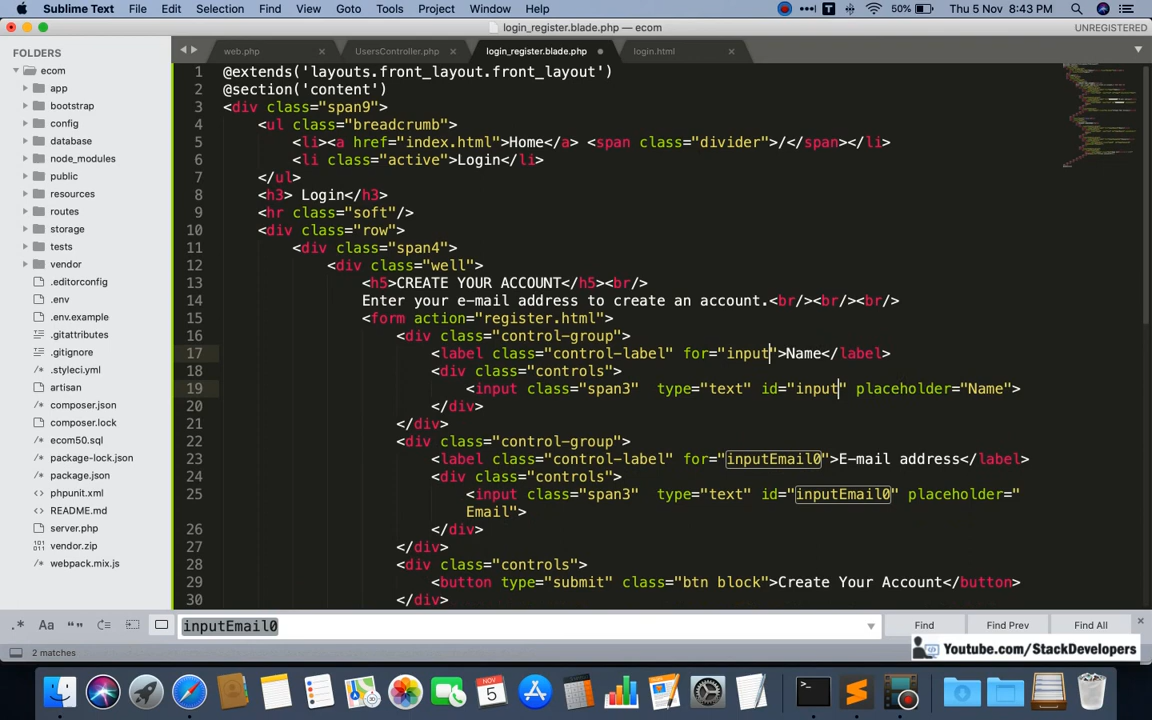 Sublime Text File Edit Selection Find View Goto Tools Project Window Help 50% Thu 5 Nov 8:43 PM
login_register.blade.php — ecom UNREGISTERED
FOLDERS
ecom
app
bootstrap
config
database
node_modules
public
resources
routes
storage
tests
vendor
.editorconfig
.env
.env.example
.gitattributes
.gitignore
.styleci.yml
artisan
composer.json
composer.lock
ecom50.sql
package-lock.json
package.json
phpunit.xml
README.md
server.php
vendor.zip
webpack.mix.js
web.php UsersController.php login_register.blade.php login.html
1 @extends('layouts.front_layout.front_layout')
2 @section('content')
3 <div class="span9">
4 <ul class="breadcrumb">
5 <li><a href="index.html">Home</a> <span class="divider">/</span></li>
6 <li class="active">Login</li>
7 </ul>
8 <h3> Login</h3>
9 <hr class="soft"/>
10 <div class="row">
11 <div class="span4">
12 <div class="well">
13 <h5>CREATE YOUR ACCOUNT</h5><br/>
14 Enter your e-mail address to create an account.<br/><br/><br/>
15 <form action="register.html">
16 <div class="control-group">
17 <label class="control-label" for="input">Name</label>
18 <div class="controls">
19 <input class="span3"  type="text" id="input" placeholder="Name">
20 </div>
21 </div>
22 <div class="control-group">
23 <label class="control-label" for="inputEmail0">E-mail address</label>
24 <div class="controls">
25 <input class="span3"  type="text" id="inputEmail0" placeholder="
Email">
26 </div>
27 </div>
28 <div class="controls">
29 <button type="submit" class="btn block">Create Your Account</button>
30 </div>
.* Aa “” inputEmail0 Find Find Prev Find All
2 matches
Youtube.com/StackDevelopers
NOV
5